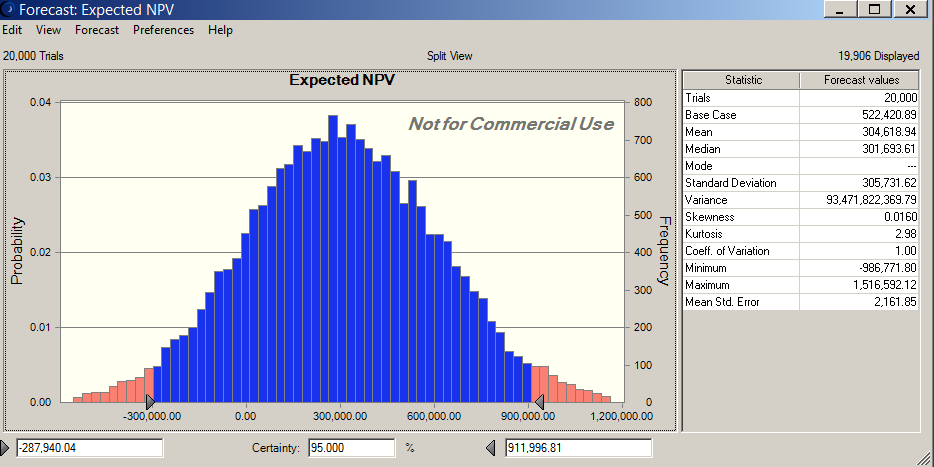 Forecast: Expected NPV
Edit View Forecast Preferences Help
20,000 Trials Split View 19,906 Displayed
Expected NPV
Not for Commercial Use
0.04
0.03
0.02
0.01
0.00
Probability
800
700
600
500
400
300
200
100
0
Frequency
-300,000.00 0.00 300,000.00 600,000.00 900,000.00 1,200,000.00
Statistic Forecast values
Trials 20,000
Base Case 522,420.89
Mean 304,618.94
Median 301,693.61
Mode ---
Standard Deviation 305,731.62
Variance 93,471,822,369.79
Skewness 0.0160
Kurtosis 2.98
Coeff. of Variation 1.00
Minimum -986,771.80
Maximum 1,516,592.12
Mean Std. Error 2,161.85
-287,940.04 Certainty: 95.000 % 911,996.81